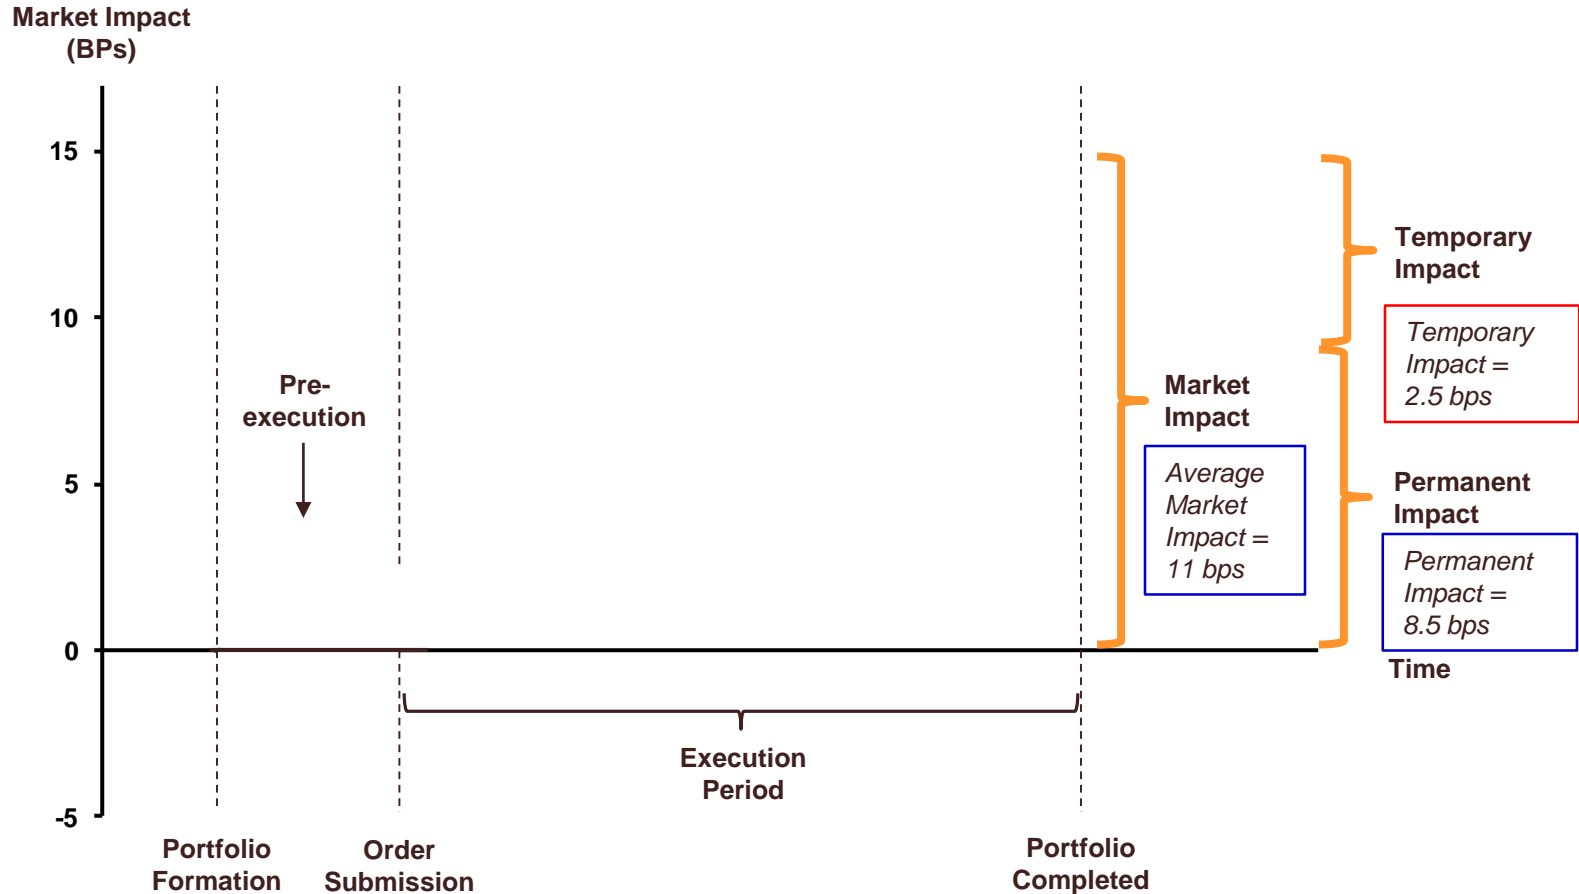 Market Impact
(BPs)
15
10
5
0
-5
Pre-
execution
Temporary
Impact
Temporary
Impact =
2.5 bps
Market
Impact
Average
Market
Impact =
11 bps
Permanent
Impact
Permanent
Impact =
8.5 bps
Time
Execution
Period
Portfolio
Formation
Order
Submission
Portfolio
Completed